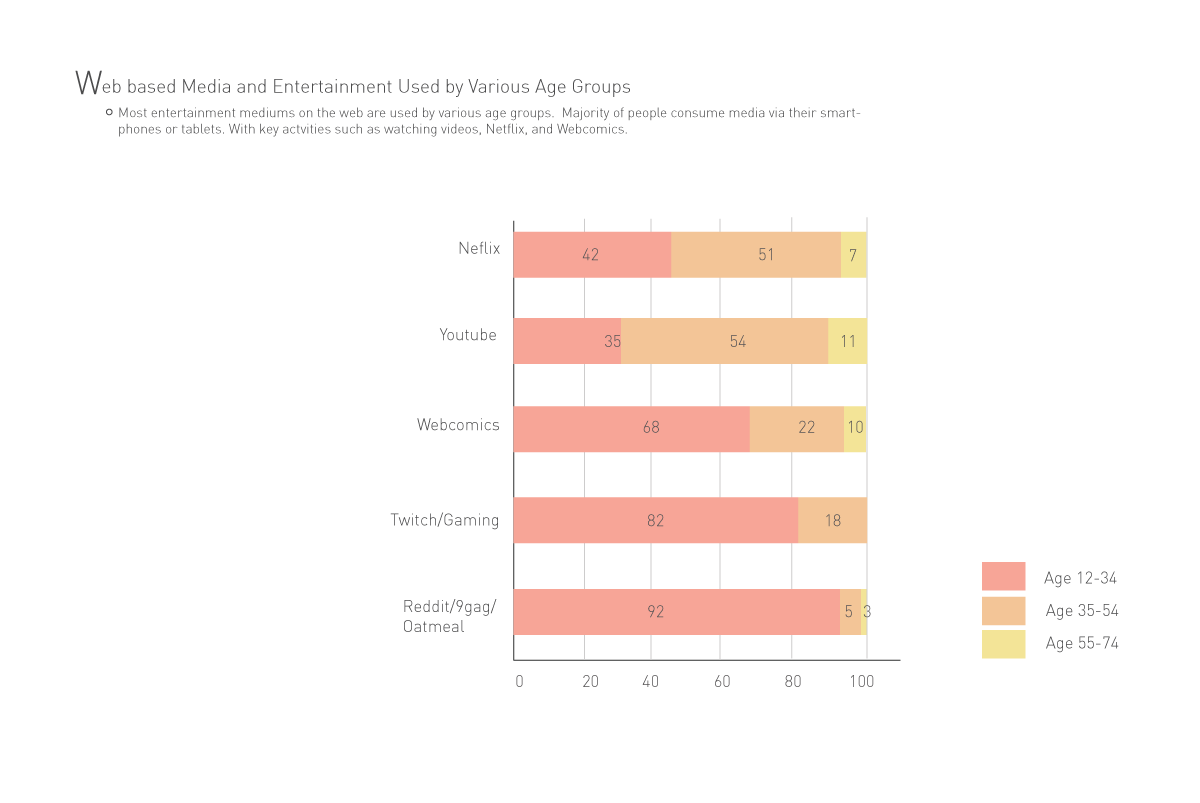 Web based Media and Entertainment Used by Various Age Groups
Most entertainment mediums on the web are used by various age groups.  Majority of people consume media via their smart-
phones or tablets. With key actvities such as watching videos, Netflix, and Webcomics.
Neflix
42
51
7
Youtube
35
54
11
Webcomics
68
22
10
Twitch/Gaming
82
18
Reddit/9gag/
Oatmeal
92
5
3
0
20
40
60
80
100
Age 12-34
Age 35-54
Age 55-74